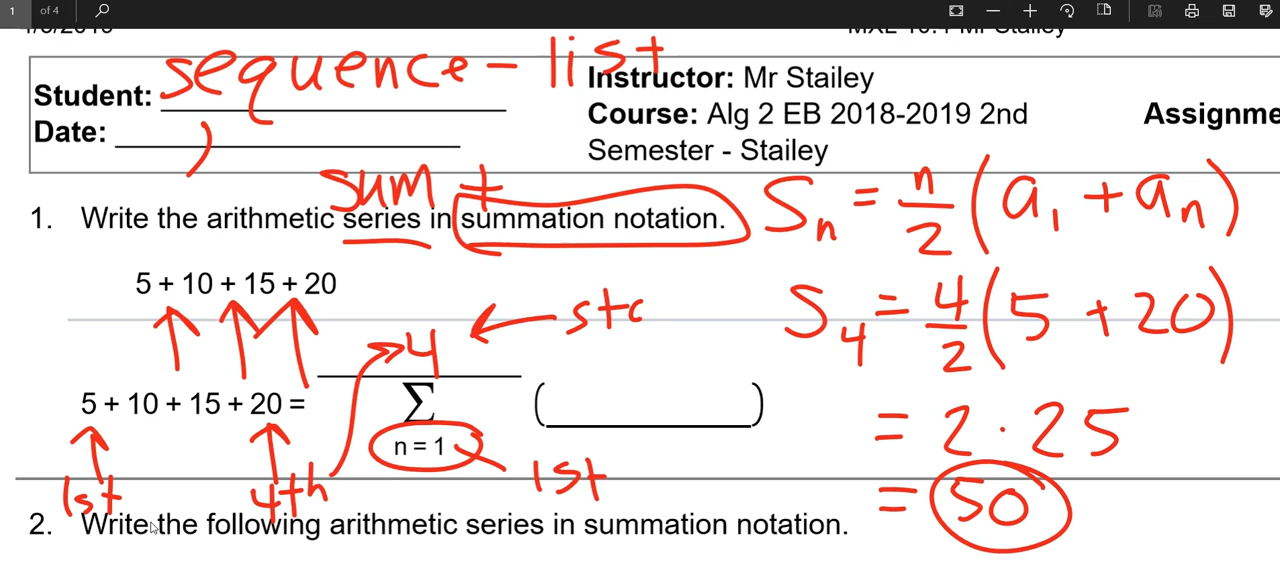 1 of 4
sequence - list
Student: Instructor: Mr Stailey
Date: , Course: Alg 2 EB 2018-2019 2nd Assignme
Semester - Stailey
sum +
1. Write the arithmetic series in summation notation.
Sn = n/2 (a1 + an)
5 + 10 + 15 + 20
S4 = 4/2 (5 + 20)
4 ← sto
5 + 10 + 15 + 20 = Σ ( )
n = 1
= 2 · 25
1st 4th 1st
= 50
2. Write the following arithmetic series in summation notation.